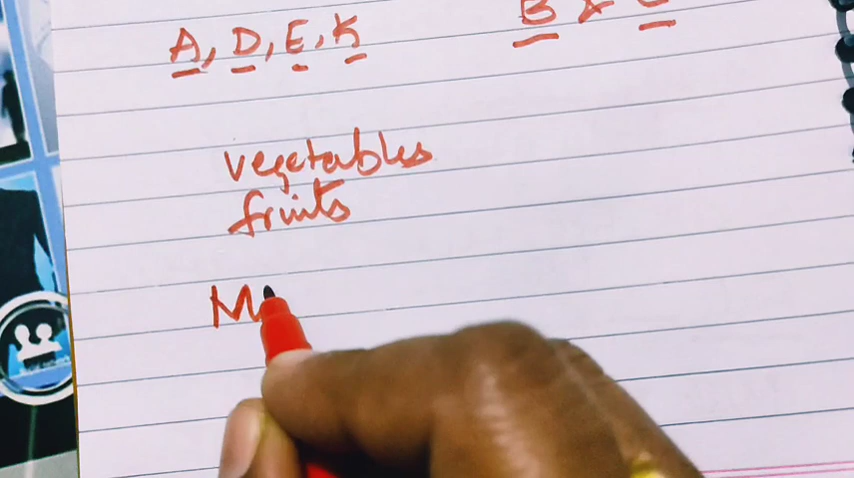 A, D, E, K
B & C
vegetables
fruits
M